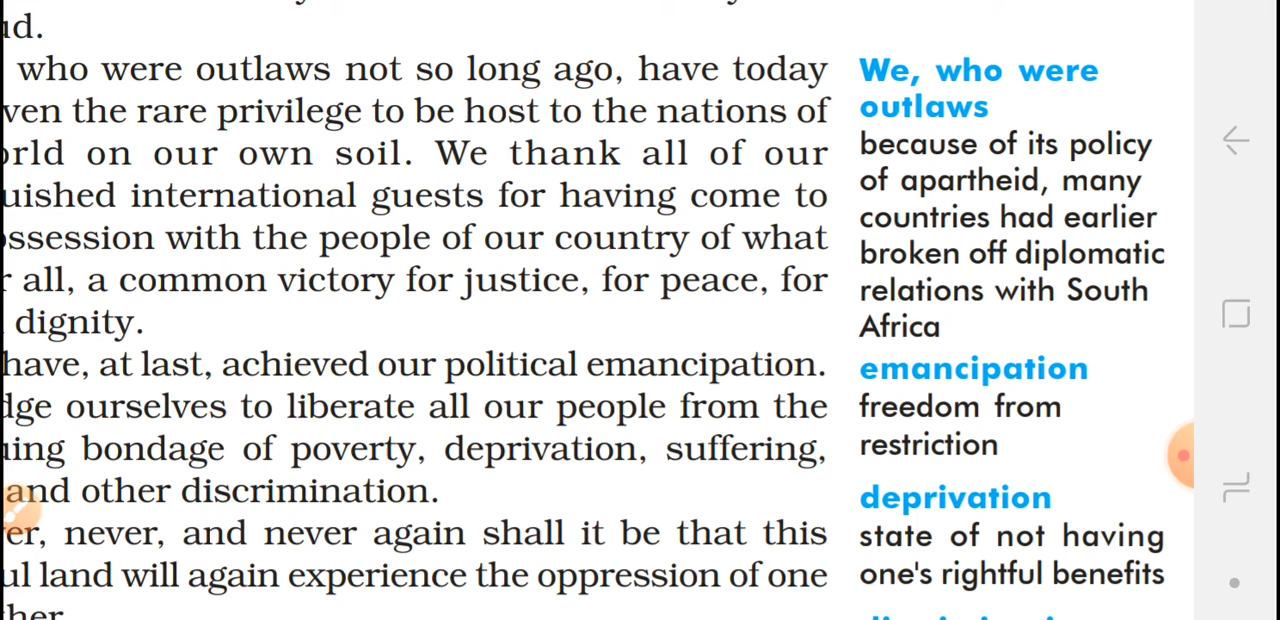 ud.
who were outlaws not so long ago, have today
ven the rare privilege to be host to the nations of
orld on our own soil. We thank all of our
uished international guests for having come to
ossession with the people of our country of what
r all, a common victory for justice, for peace, for
dignity.
have, at last, achieved our political emancipation.
dge ourselves to liberate all our people from the
uing bondage of poverty, deprivation, suffering,
and other discrimination.
er, never, and never again shall it be that this
ul land will again experience the oppression of one
ther.
We, who were
outlaws
because of its policy
of apartheid, many
countries had earlier
broken off diplomatic
relations with South
Africa
emancipation
freedom from
restriction
deprivation
state of not having
one's rightful benefits